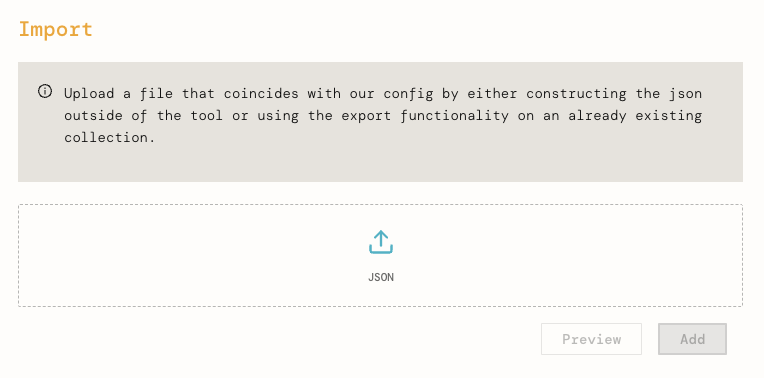 Import
Upload a file that coincides with our config by either constructing the json
outside of the tool or using the export functionality on an already existing
collection.
JSON
Preview
Add